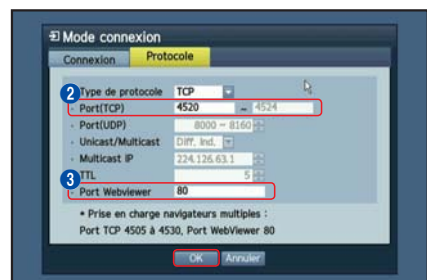 Mode connexion
Connexion Protocole
2 Type de protocole TCP
Port(TCP) 4520 ~ 4524
Port(UDP) 8000 ~ 8160
Unicast/Multicast Diff. Ind.
Multicast IP 224.126.63.1
TTL 5
3 Port Webviewer 80
* Prise en charge navigateurs multiples :
Port TCP 4505 à 4530, Port WebViewer 80
OK Annuler